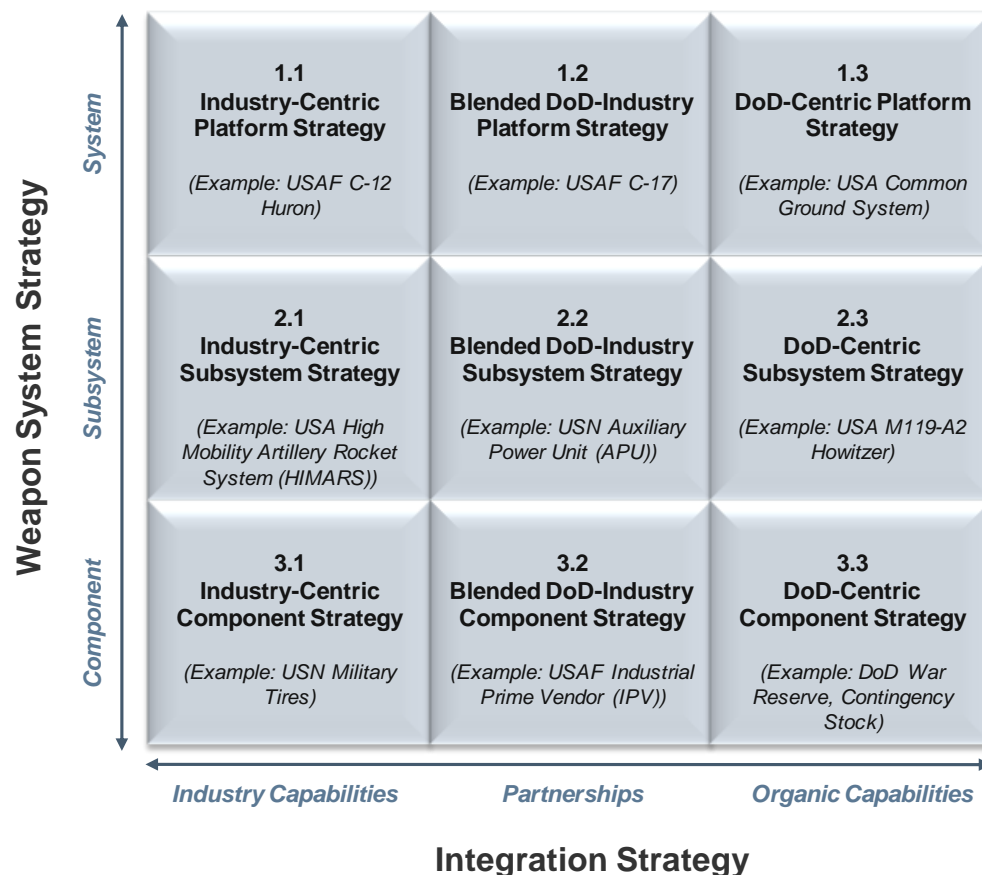 Weapon System Strategy
System
Subsystem
Component
1.1
Industry-Centric
Platform Strategy
(Example: USAF C-12
Huron)
1.2
Blended DoD-Industry
Platform Strategy
(Example: USAF C-17)
1.3
DoD-Centric Platform
Strategy
(Example: USA Common
Ground System)
2.1
Industry-Centric
Subsystem Strategy
(Example: USA High
Mobility Artillery Rocket
System (HIMARS))
2.2
Blended DoD-Industry
Subsystem Strategy
(Example: USN Auxiliary
Power Unit (APU))
2.3
DoD-Centric
Subsystem Strategy
(Example: USA M119-A2
Howitzer)
3.1
Industry-Centric
Component Strategy
(Example: USN Military
Tires)
3.2
Blended DoD-Industry
Component Strategy
(Example: USAF Industrial
Prime Vendor (IPV))
3.3
DoD-Centric
Component Strategy
(Example: DoD War
Reserve, Contingency
Stock)
Industry Capabilities
Partnerships
Organic Capabilities
Integration Strategy